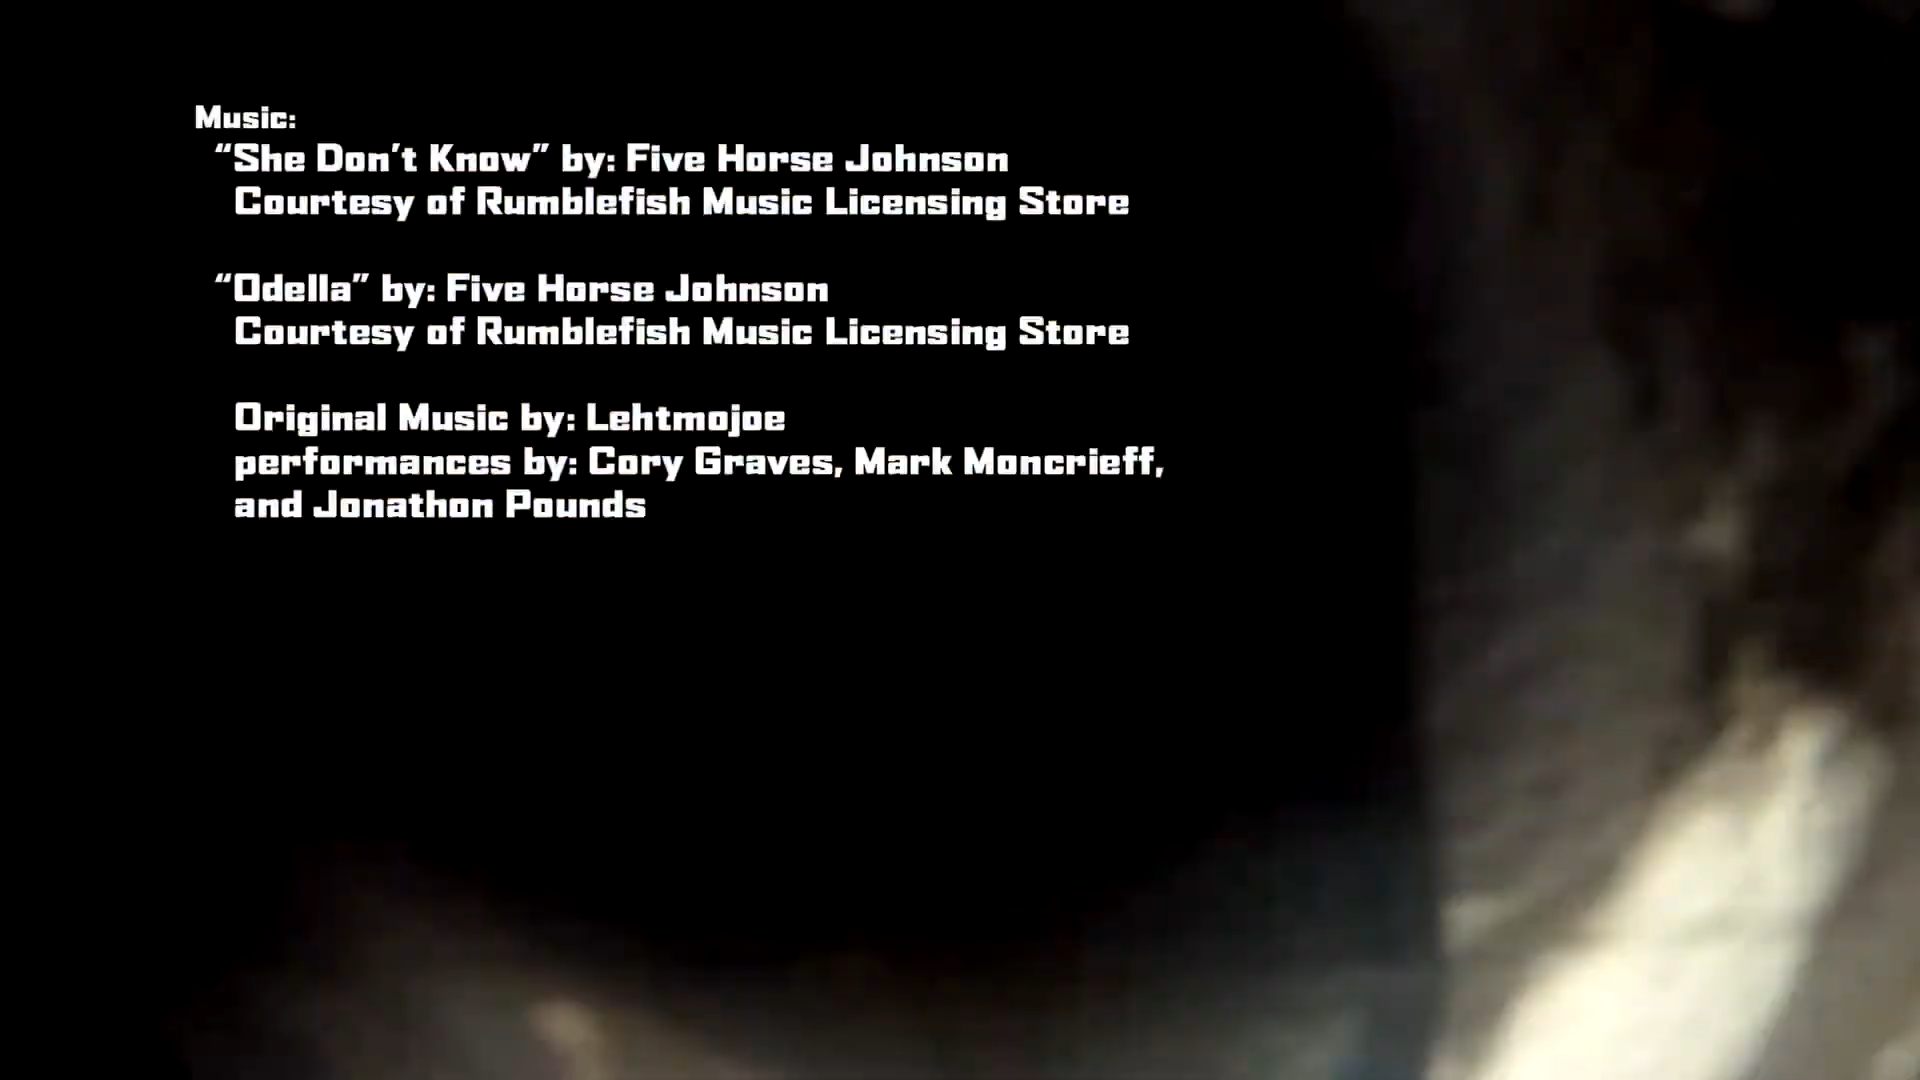 Music:
“She Don’t Know” by: Five Horse Johnson
Courtesy of Rumblefish Music Licensing Store
“Odella” by: Five Horse Johnson
Courtesy of Rumblefish Music Licensing Store
Original Music by: Lehtmojoe
performances by: Cory Graves, Mark Moncrieff,
and Jonathon Pounds